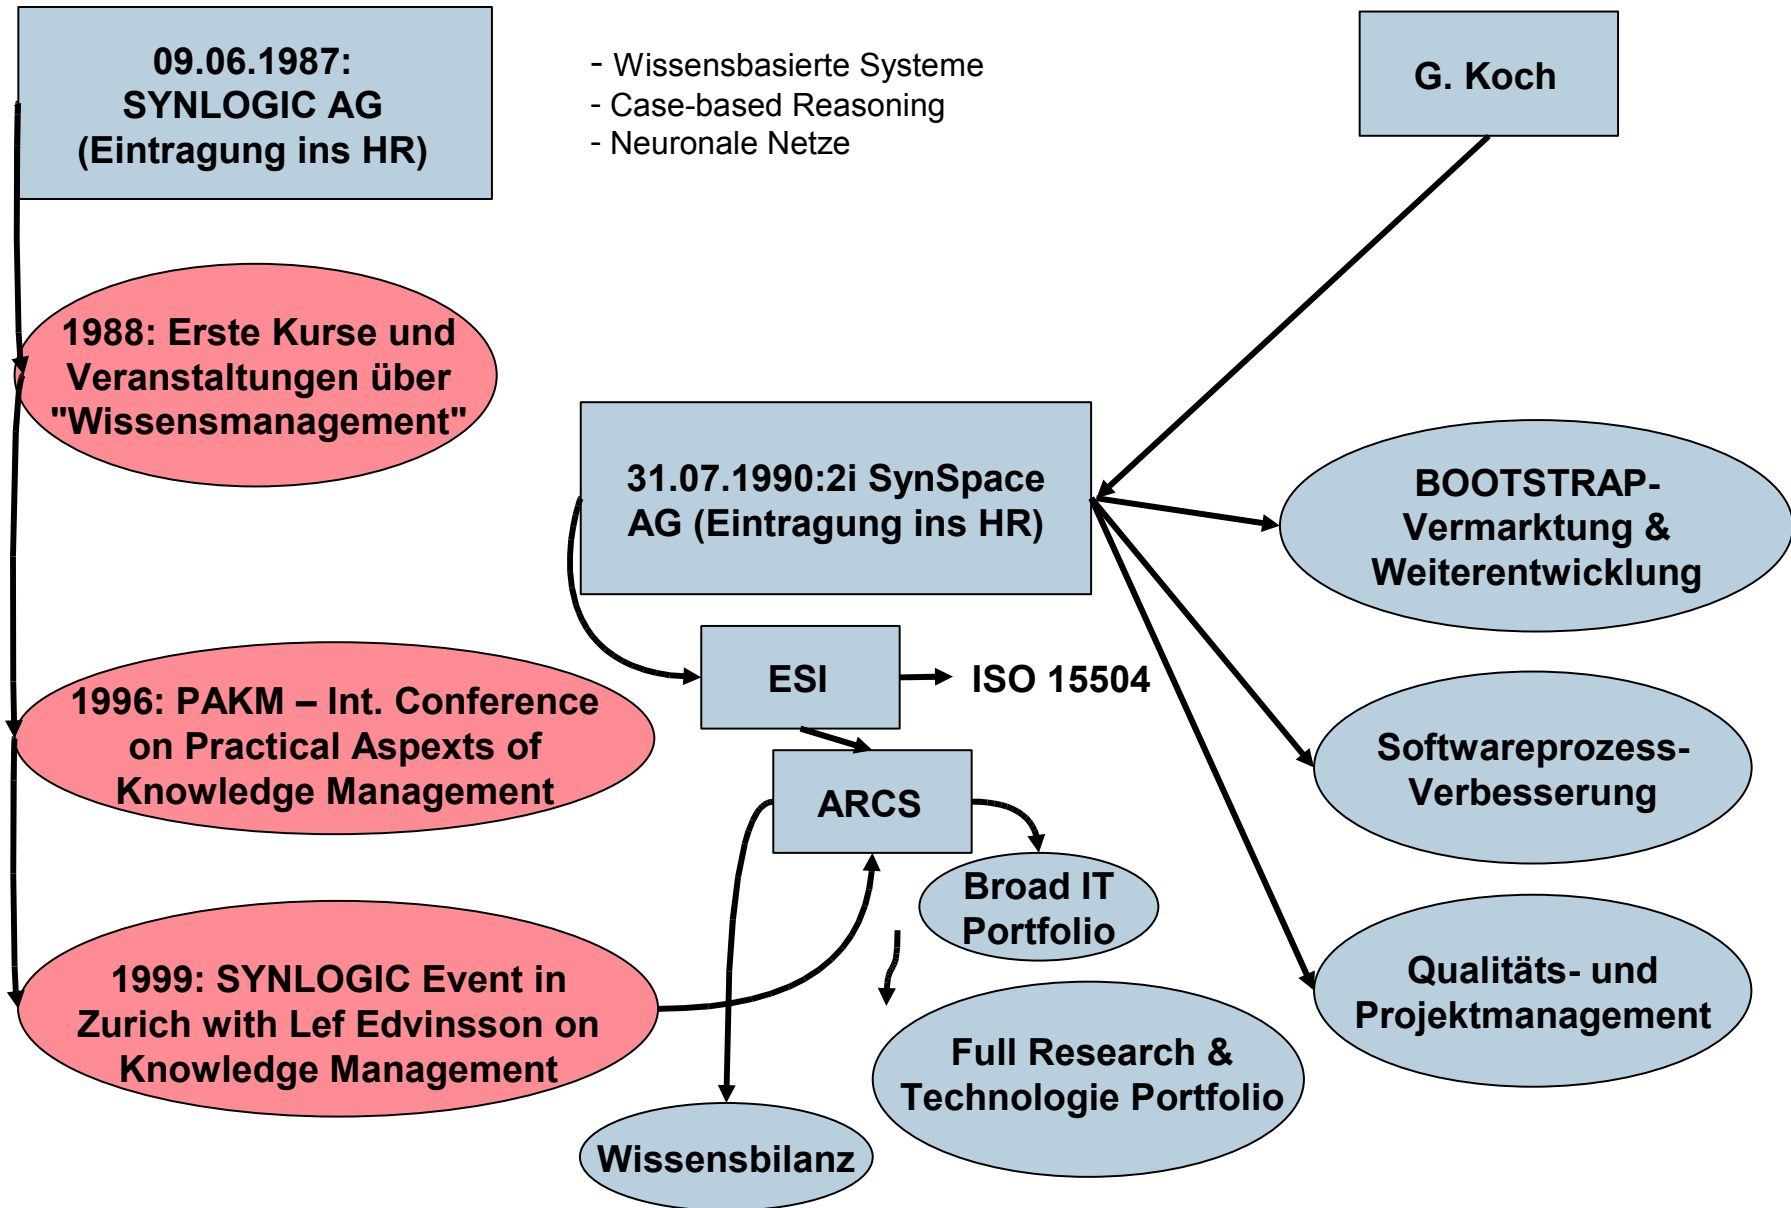 09.06.1987:
SYNLOGIC AG
(Eintragung ins HR)
- Wissensbasierte Systeme
- Case-based Reasoning
- Neuronale Netze
G. Koch
1988: Erste Kurse und
Veranstaltungen über
"Wissensmanagement"
31.07.1990:2i SynSpace
AG (Eintragung ins HR)
BOOTSTRAP-
Vermarktung &
Weiterentwicklung
ESI
ISO 15504
1996: PAKM – Int. Conference
on Practical Aspexts of
Knowledge Management
ARCS
Softwareprozess-
Verbesserung
Broad IT
Portfolio
1999: SYNLOGIC Event in
Zurich with Lef Edvinsson on
Knowledge Management
Qualitäts- und
Projektmanagement
Full Research &
Technologie Portfolio
Wissensbilanz